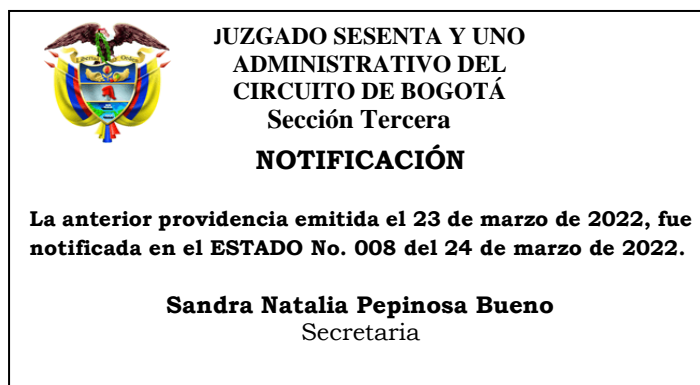 JUZGADO SESENTA Y UNO
ADMINISTRATIVO DEL
CIRCUITO DE BOGOTÁ
Sección Tercera
NOTIFICACIÓN
La anterior providencia emitida el 23 de marzo de 2022, fue
notificada en el ESTADO No. 008 del 24 de marzo de 2022.
Sandra Natalia Pepinosa Bueno
Secretaria